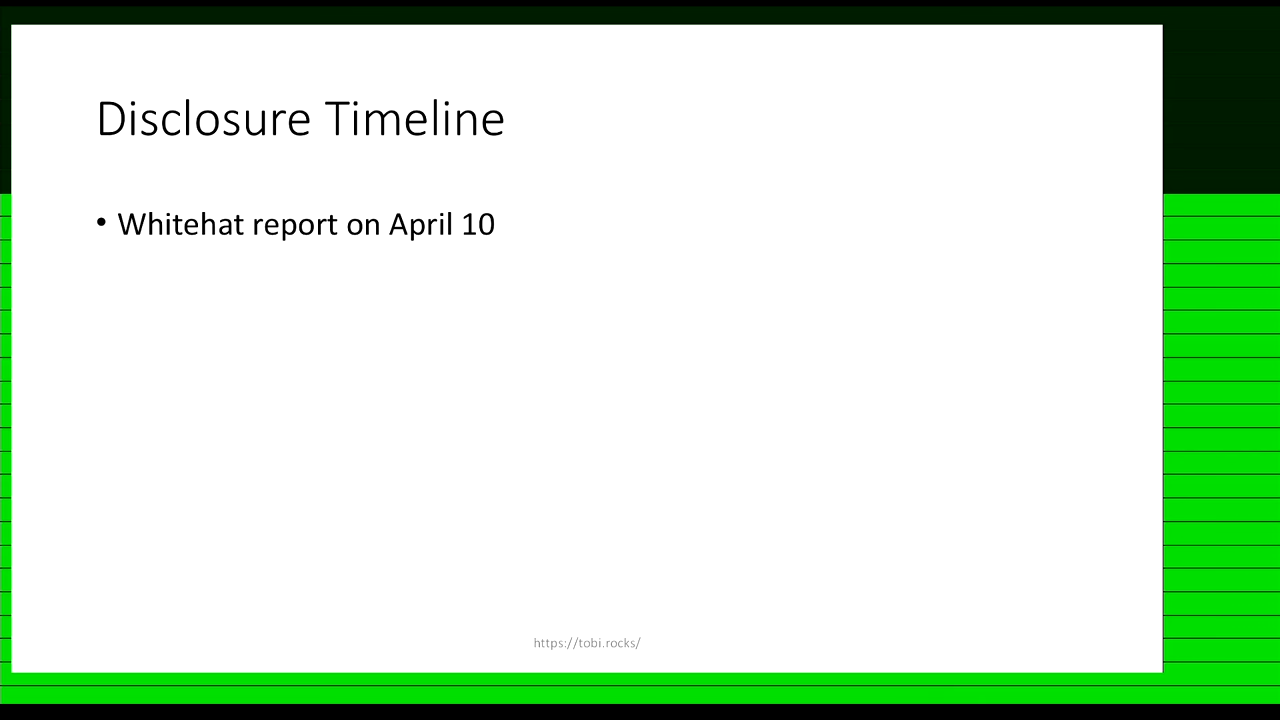 Disclosure Timeline
• Whitehat report on April 10
https://tobi.rocks/